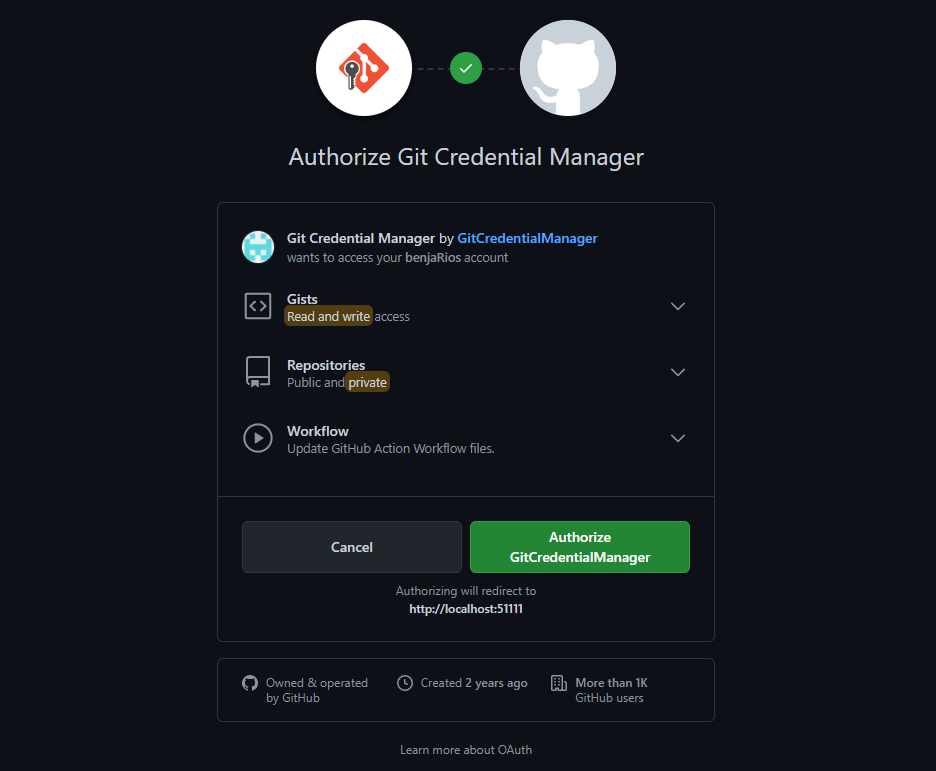 Authorize Git Credential Manager
Git Credential Manager by GitCredentialManager
wants to access your benjaRios account
Gists
Read and write access
Repositories
Public and private
Workflow
Update GitHub Action Workflow files.
Cancel
Authorize
GitCredentialManager
Authorizing will redirect to
http://localhost:51111
Owned & operated
by GitHub
Created 2 years ago
More than 1K
GitHub users
Learn more about OAuth